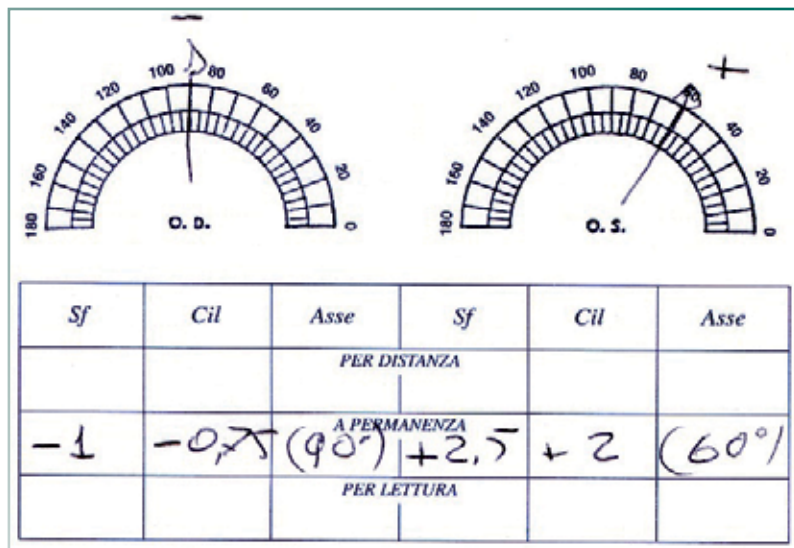 −
+
180 160 140 120 100 80 60 40 20 0
180 160 140 120 100 80 60 40 20 0
O. D.
O. S.
Sf Cil Asse Sf Cil Asse
PER DISTANZA
A PERMANENZA
-1 -0,75 (90°) +2,5 +2 (60°)
PER LETTURA